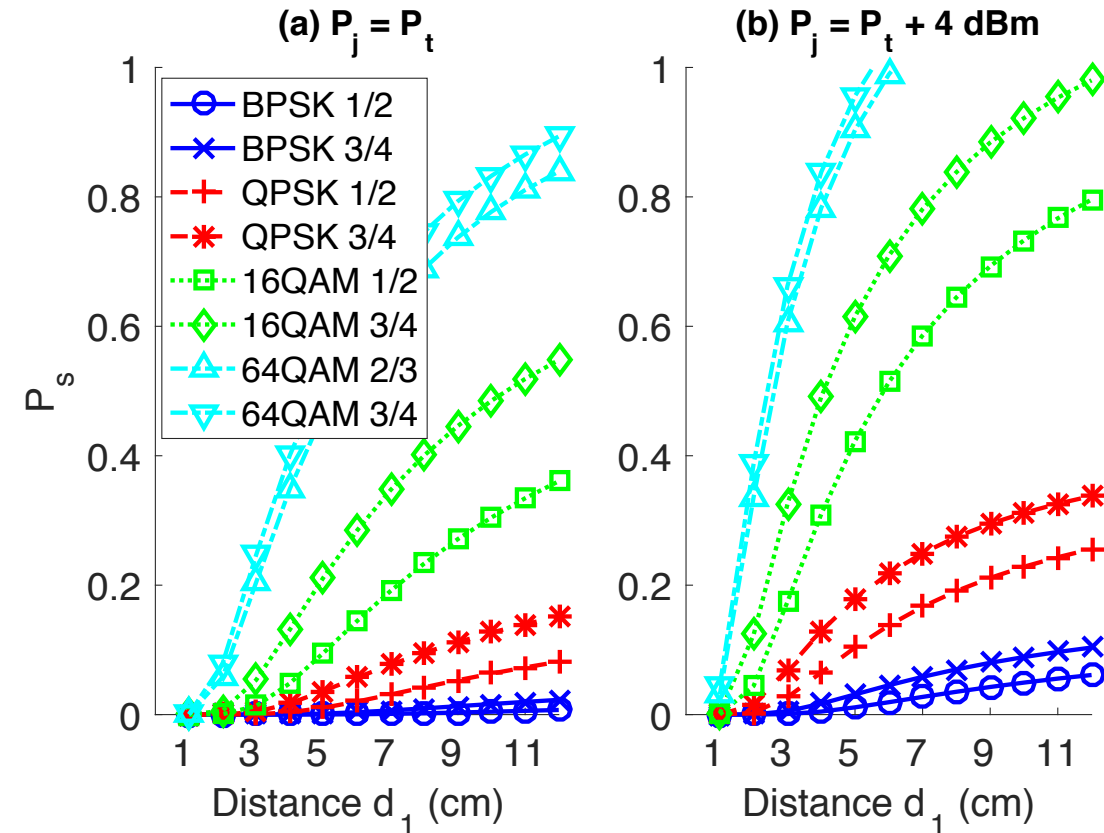 (a) P_j = P_t
(b) P_j = P_t + 4 dBm
1
0.8
0.6
0.4
0.2
0
P_s
BPSK 1/2
BPSK 3/4
QPSK 1/2
QPSK 3/4
16QAM 1/2
16QAM 3/4
64QAM 2/3
64QAM 3/4
1 3 5 7 9 11
Distance d_1 (cm)
1
0.8
0.6
0.4
0.2
0
1 3 5 7 9 11
Distance d_1 (cm)